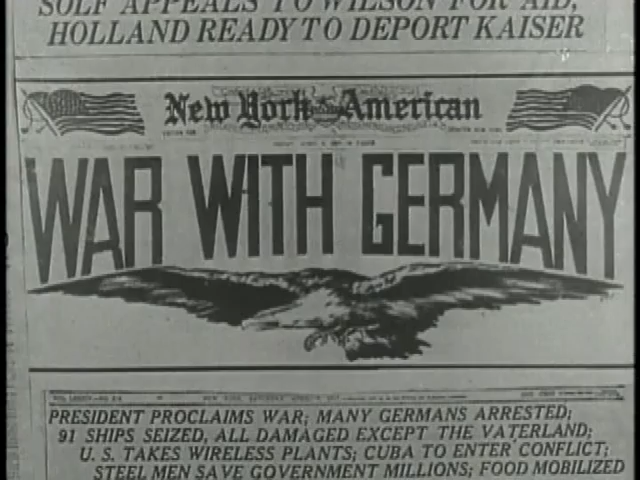 SOLF APPEALS TO WILSON FOR AID,
HOLLAND READY TO DEPORT KAISER
New York American
WAR WITH GERMANY
PRESIDENT PROCLAIMS WAR; MANY GERMANS ARRESTED;
91 SHIPS SEIZED, ALL DAMAGED EXCEPT THE VATERLAND;
U. S. TAKES WIRELESS PLANTS; CUBA TO ENTER CONFLICT;
STEEL MEN SAVE GOVERNMENT MILLIONS; FOOD MOBILIZED